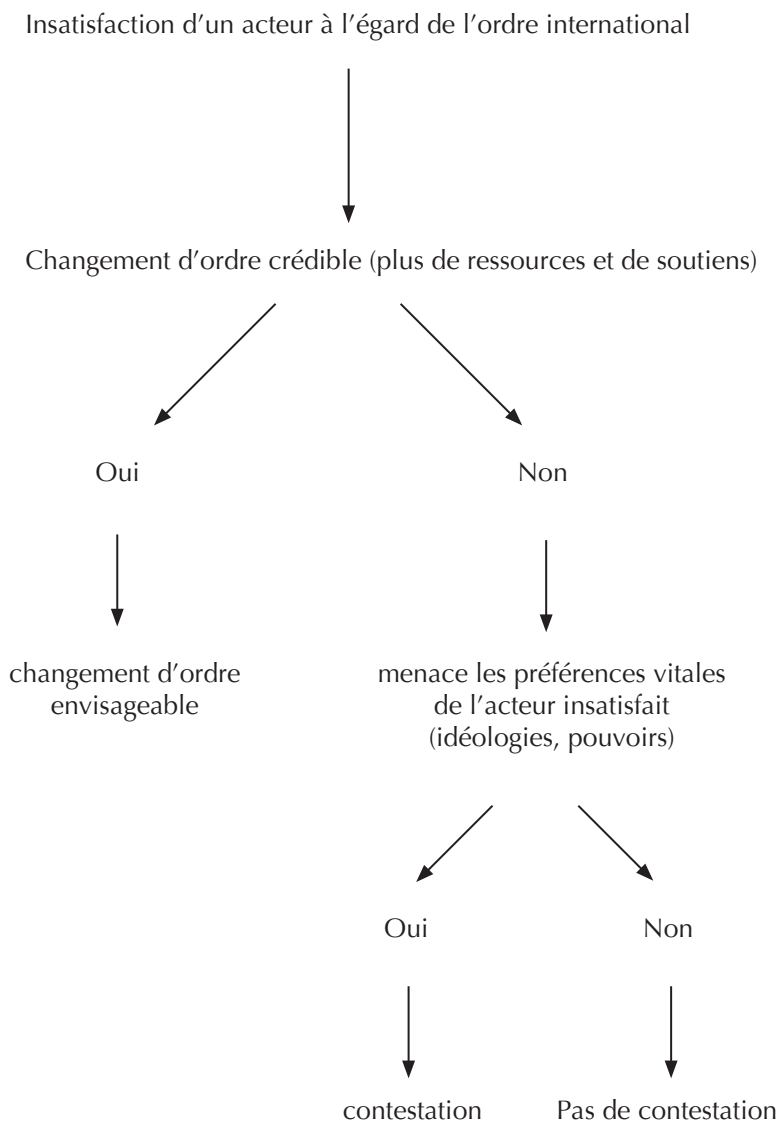 Insatisfaction d’un acteur à l’égard de l’ordre international
Changement d’ordre crédible (plus de ressources et de soutiens)
Oui
Non
changement d’ordre
envisageable
menace les préférences vitales
de l’acteur insatisfait
(idéologies, pouvoirs)
Oui
Non
contestation
Pas de contestation